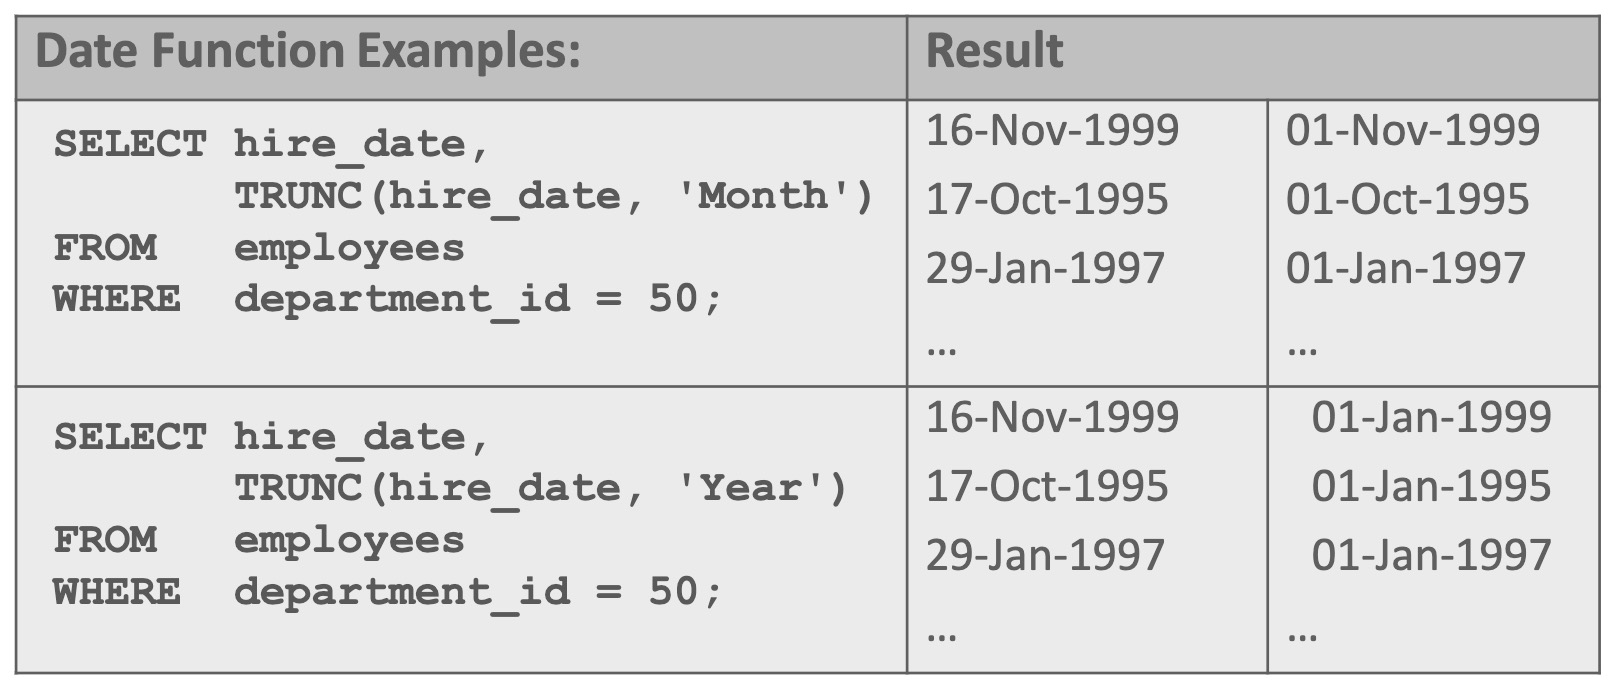 Date Function Examples:
Result
SELECT hire_date,
TRUNC(hire_date, 'Month')
FROM employees
WHERE department_id = 50;
16-Nov-1999
17-Oct-1995
29-Jan-1997
...
01-Nov-1999
01-Oct-1995
01-Jan-1997
...
SELECT hire_date,
TRUNC(hire_date, 'Year')
FROM employees
WHERE department_id = 50;
16-Nov-1999
17-Oct-1995
29-Jan-1997
...
01-Jan-1999
01-Jan-1995
01-Jan-1997
...